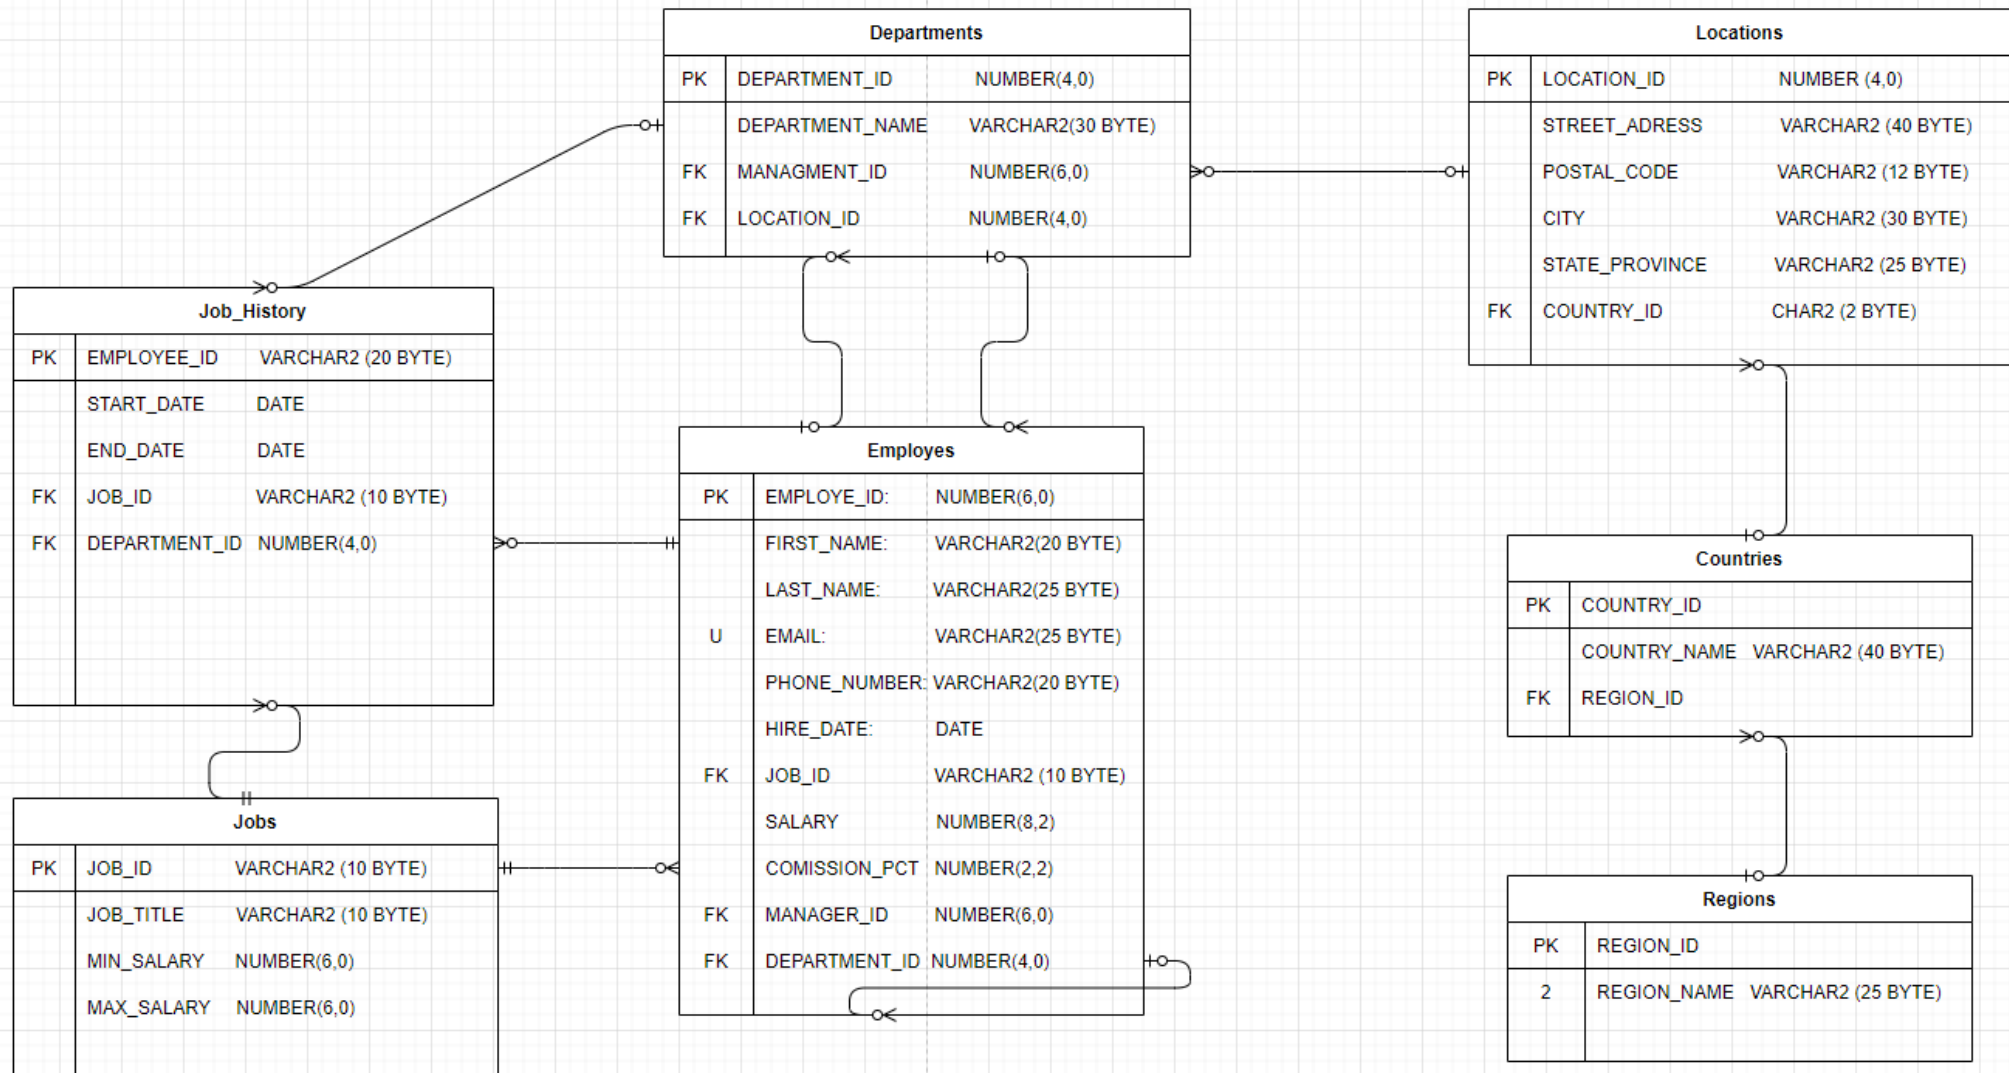 Departments
PK DEPARTMENT_ID NUMBER(4,0)
DEPARTMENT_NAME VARCHAR2(30 BYTE)
FK MANAGMENT_ID NUMBER(6,0)
FK LOCATION_ID NUMBER(4,0)
Locations
PK LOCATION_ID NUMBER (4,0)
STREET_ADRESS VARCHAR2 (40 BYTE)
POSTAL_CODE VARCHAR2 (12 BYTE)
CITY VARCHAR2 (30 BYTE)
STATE_PROVINCE VARCHAR2 (25 BYTE)
FK COUNTRY_ID CHAR2 (2 BYTE)
Job_History
PK EMPLOYEE_ID VARCHAR2 (20 BYTE)
START_DATE DATE
END_DATE DATE
FK JOB_ID VARCHAR2 (10 BYTE)
FK DEPARTMENT_ID NUMBER(4,0)
Employes
PK EMPLOYE_ID: NUMBER(6,0)
FIRST_NAME: VARCHAR2(20 BYTE)
LAST_NAME: VARCHAR2(25 BYTE)
U EMAIL: VARCHAR2(25 BYTE)
PHONE_NUMBER: VARCHAR2(20 BYTE)
HIRE_DATE: DATE
FK JOB_ID VARCHAR2 (10 BYTE)
SALARY NUMBER(8,2)
COMISSION_PCT NUMBER(2,2)
FK MANAGER_ID NUMBER(6,0)
FK DEPARTMENT_ID NUMBER(4,0)
Countries
PK COUNTRY_ID
COUNTRY_NAME VARCHAR2 (40 BYTE)
FK REGION_ID
Jobs
PK JOB_ID VARCHAR2 (10 BYTE)
JOB_TITLE VARCHAR2 (10 BYTE)
MIN_SALARY NUMBER(6,0)
MAX_SALARY NUMBER(6,0)
Regions
PK REGION_ID
2 REGION_NAME VARCHAR2 (25 BYTE)